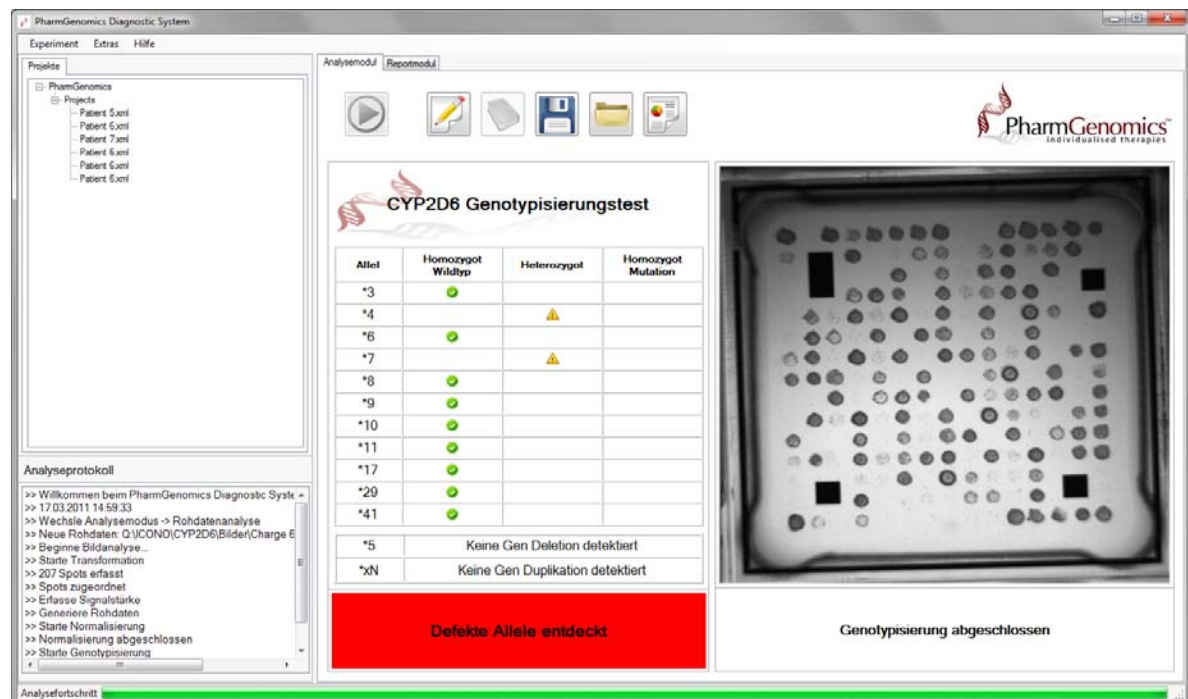 PharmGenomics Diagnostic System
Experiment Extras Hilfe
Projekte
PharmGenomics
Projects
Patient 5.xml
Patient 6.xml
Patient 7.xml
Patient 6.xml
Patient 6.xml
Patient 6.xml
Analyseprotokoll
>> Willkommen beim PharmGenomics Diagnostic Syste
>> 17.03.2011 14:59:33
>> Wechsle Analysemodus -> Rohdatenanalyse
>> Neue Rohdaten: Q:\ICONO\CYP2D6\Bilder\Charge 6
>> Beginne Bildanalyse...
>> Starte Transformation
>> 207 Spots erfasst
>> Spots zugeordnet
>> Erfasse Signalstärke
>> Generiere Rohdaten
>> Starte Normalisierung
>> Normalisierung abgeschlossen
>> Starte Genotypisierung
Analysefortschritt
Analysemodul Reportmodul
PharmGenomics™
individualised therapies
CYP2D6 Genotypisierungstest
Allel Homozygot Wildtyp Heterozygot Homozygot Mutation
*3
*4
*6
*7
*8
*9
*10
*11
*17
*29
*41
*5 Keine Gen Deletion detektiert
*xN Keine Gen Duplikation detektiert
Defekte Allele entdeckt
Genotypisierung abgeschlossen